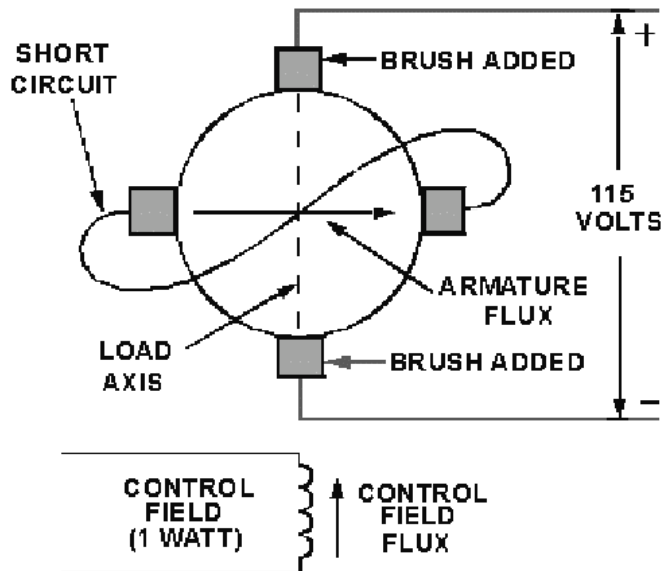 SHORT
CIRCUIT
BRUSH ADDED
+
115
VOLTS
ARMATURE
FLUX
LOAD
AXIS
BRUSH ADDED
−
CONTROL
FIELD
(1 WATT)
CONTROL
FIELD
FLUX